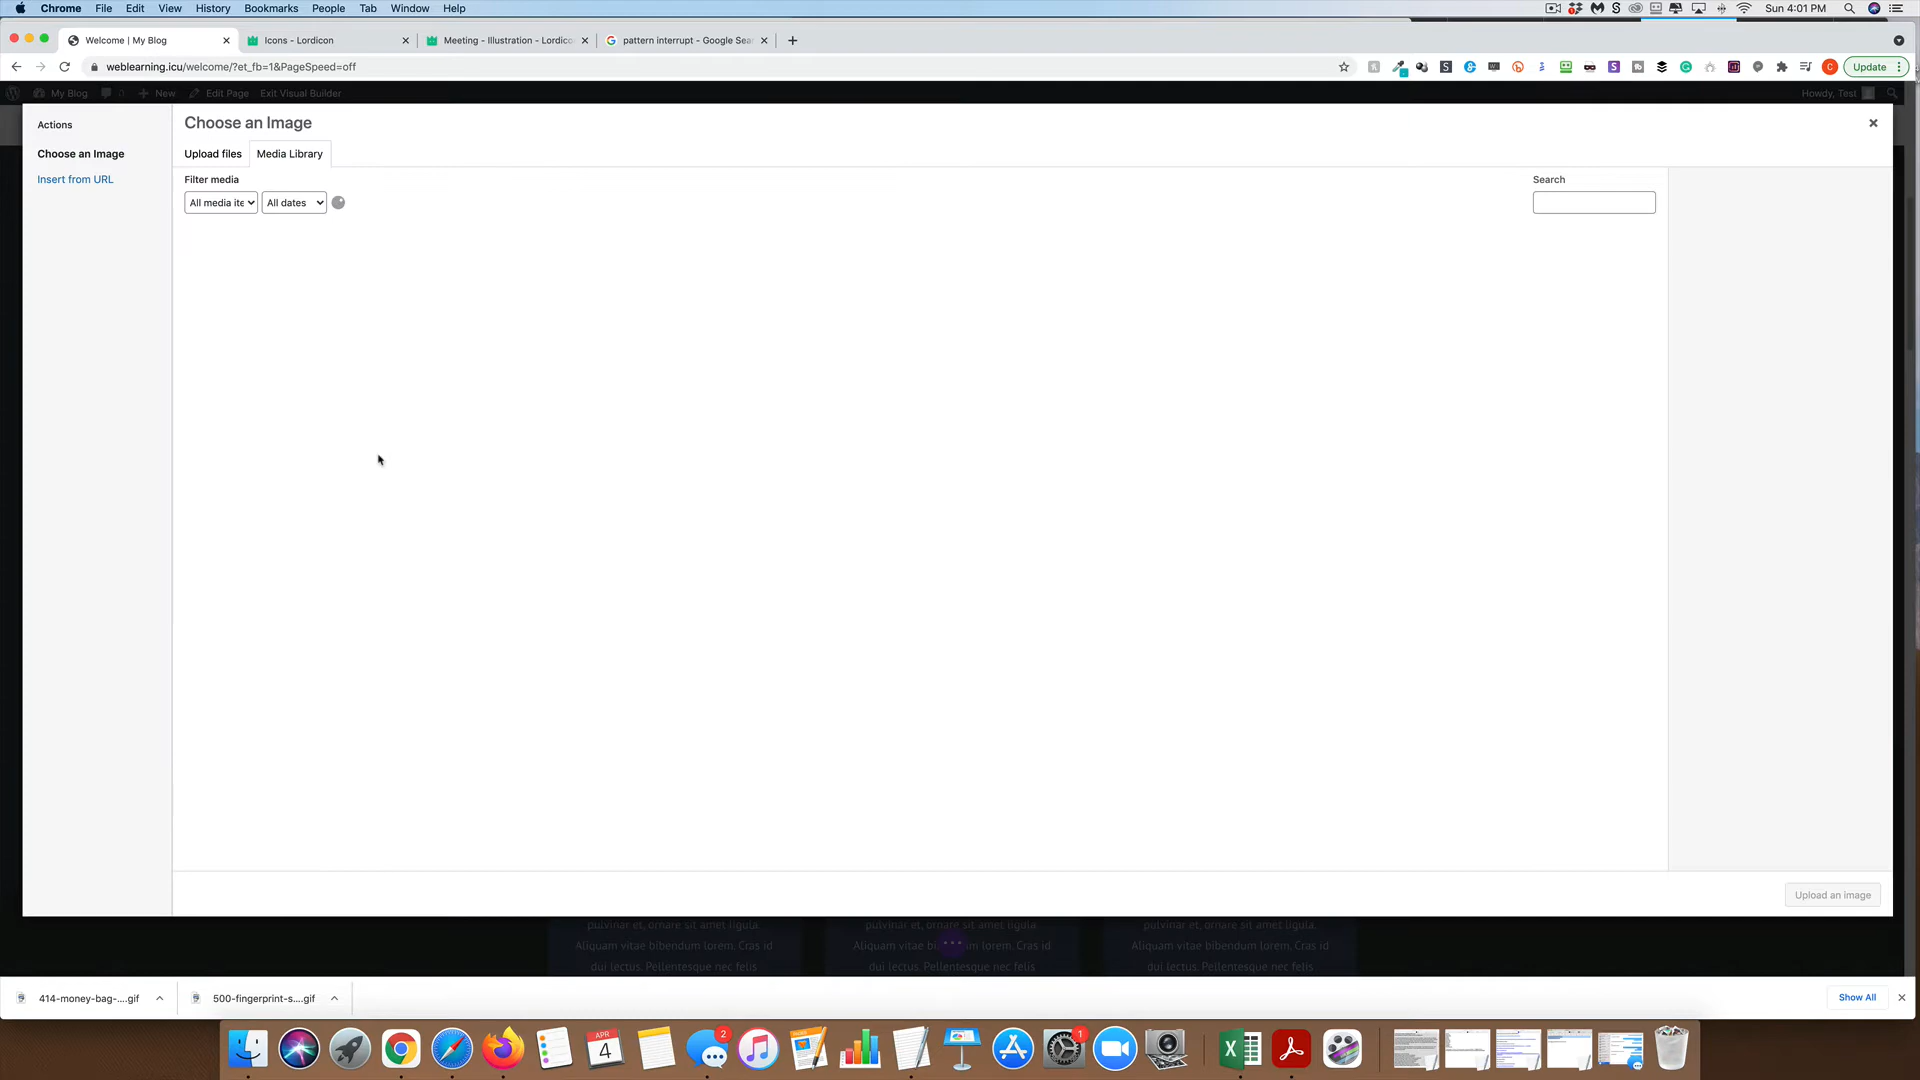 Chrome File Edit View History Bookmarks People Tab Window Help
Sun 4:01 PM
Welcome | My Blog
Icons - Lordicon
Meeting - Illustration - Lordico
pattern interrupt - Google Sea
weblearning.icu/welcome/?et_fb=1&PageSpeed=off
Update
My Blog 0 New Edit Page Exit Visual Builder
Howdy, Test
Actions
Choose an Image
Insert from URL
Choose an Image
Upload files
Media Library
Filter media
All media ite
All dates
Search
Upload an image
pulvinar et, ornare sit amet ligula. pulvinar et, ornare sit amet ligula. pulvinar et, ornare sit amet ligula.
Aliquam vitae bibendum lorem. Cras id Aliquam vitae bi m lorem. Cras id Aliquam vitae bibendum lorem. Cras id
dui lectus. Pellentesque nec felis dui lectus. Pellentesque nec felis dui lectus. Pellentesque nec felis
414-money-bag-....gif
500-fingerprint-s....gif
Show All
APR
4
2
1